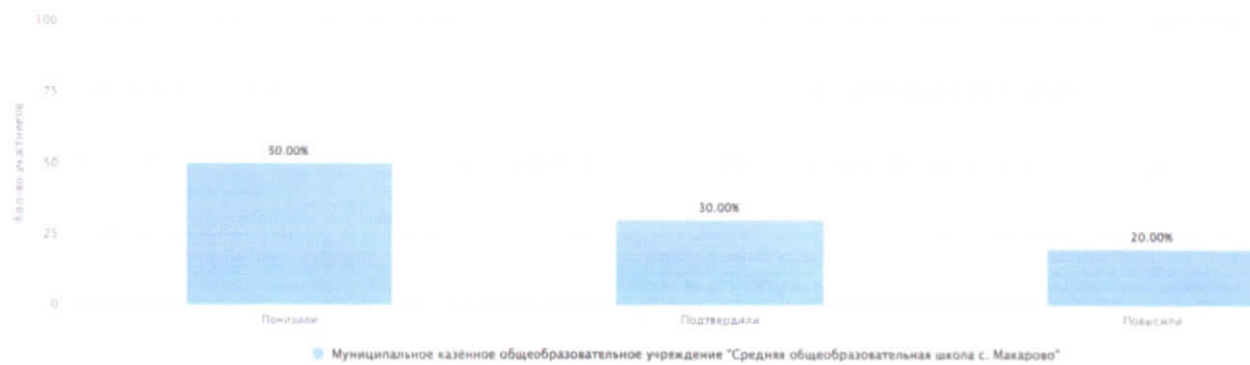 100
75
50
25
0
Кол-во участников
50.00%
30.00%
20.00%
Понизили
Подтвердили
Повысили
Муниципальное казённое общеобразовательное учреждение "Средняя общеобразовательная школа с. Макарово"